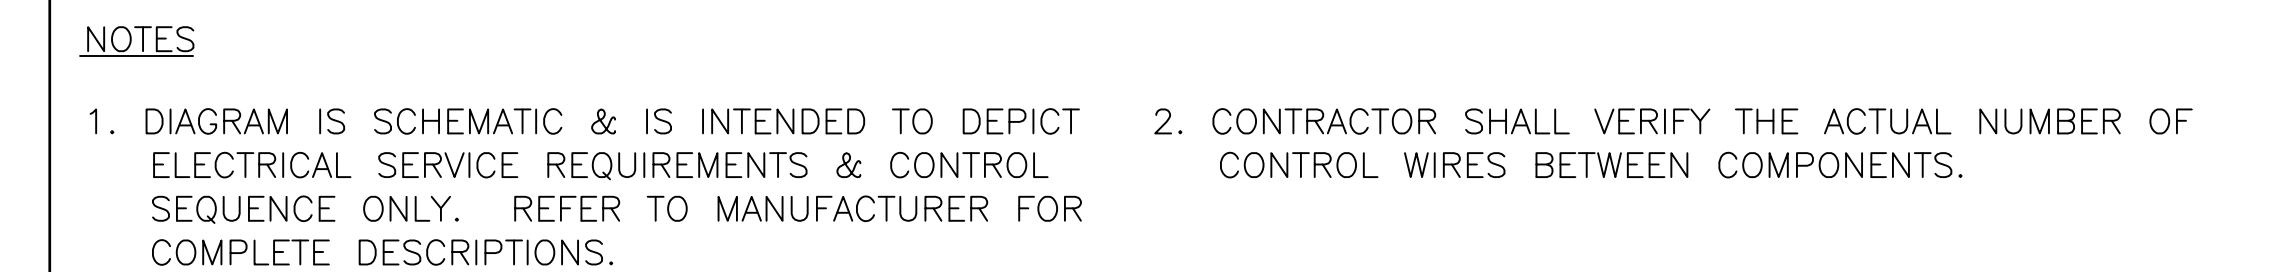 NOTES
1. DIAGRAM IS SCHEMATIC & IS INTENDED TO DEPICT
ELECTRICAL SERVICE REQUIREMENTS & CONTROL
SEQUENCE ONLY. REFER TO MANUFACTURER FOR
COMPLETE DESCRIPTIONS.
2. CONTRACTOR SHALL VERIFY THE ACTUAL NUMBER OF
CONTROL WIRES BETWEEN COMPONENTS.